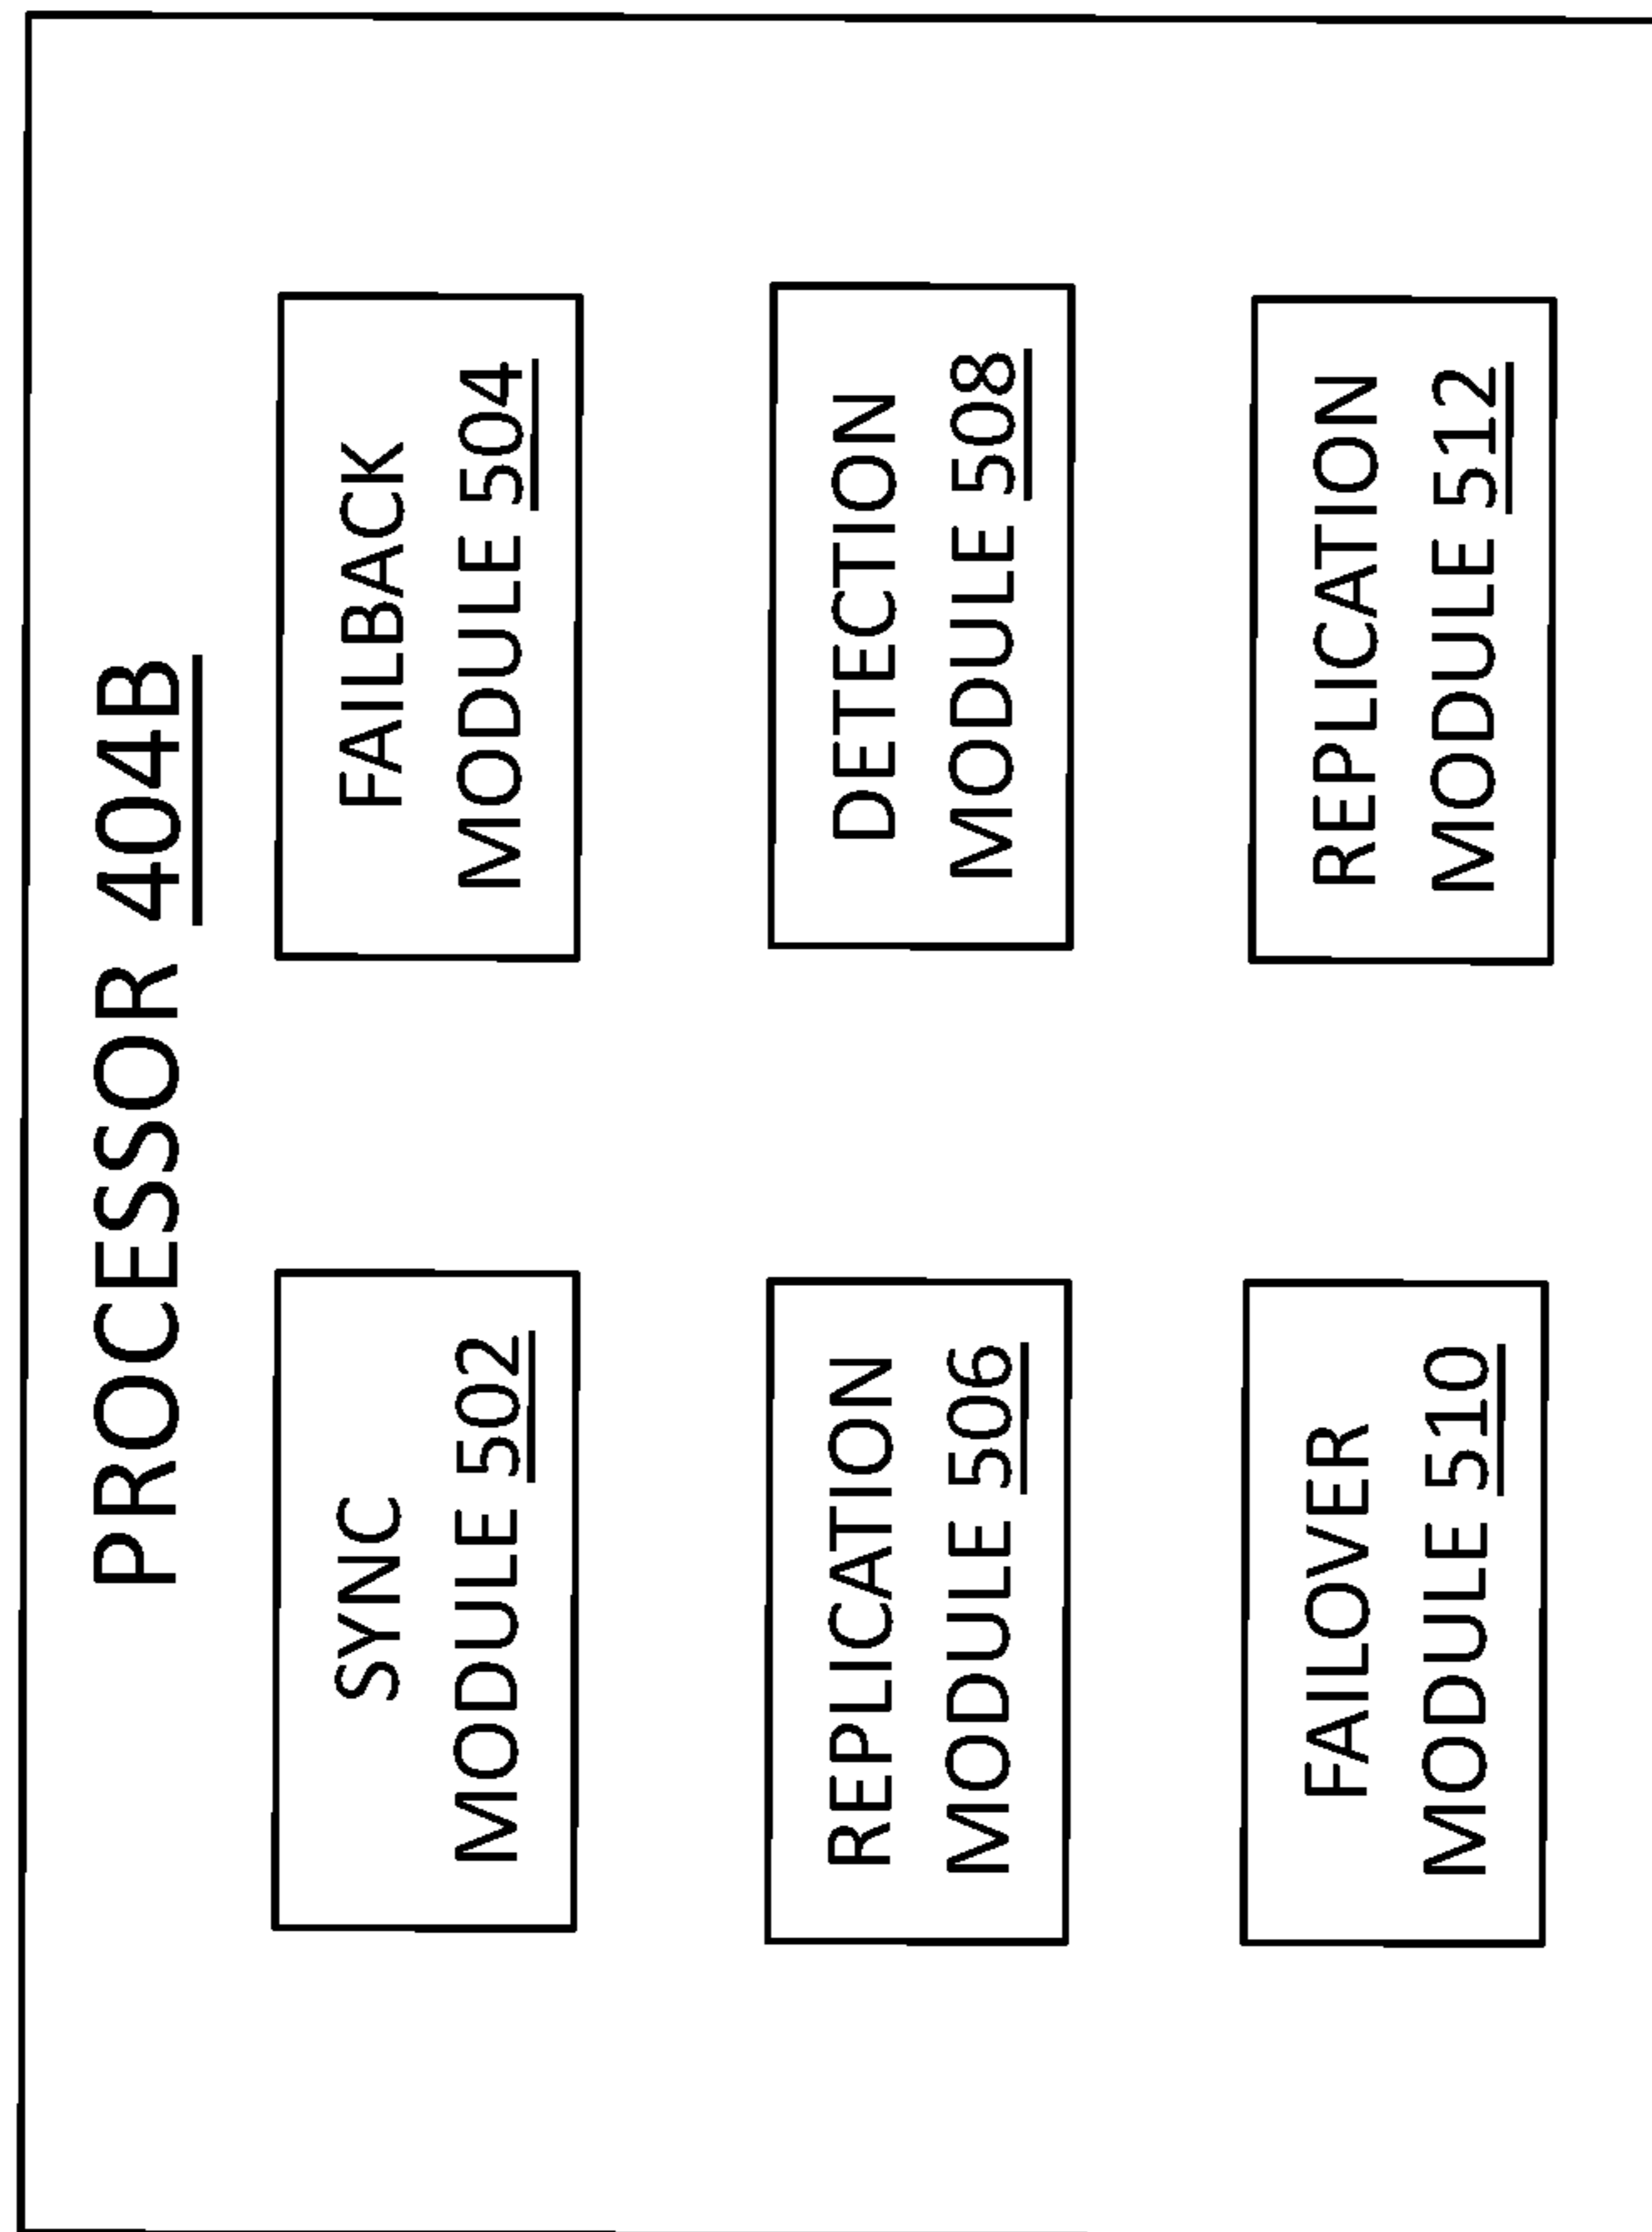 PROCESSOR 404B
SYNC
MODULE 502
FAILBACK
MODULE 504
REPLICATION
MODULE 506
DETECTION
MODULE 508
FAILOVER
MODULE 510
REPLICATION
MODULE 512